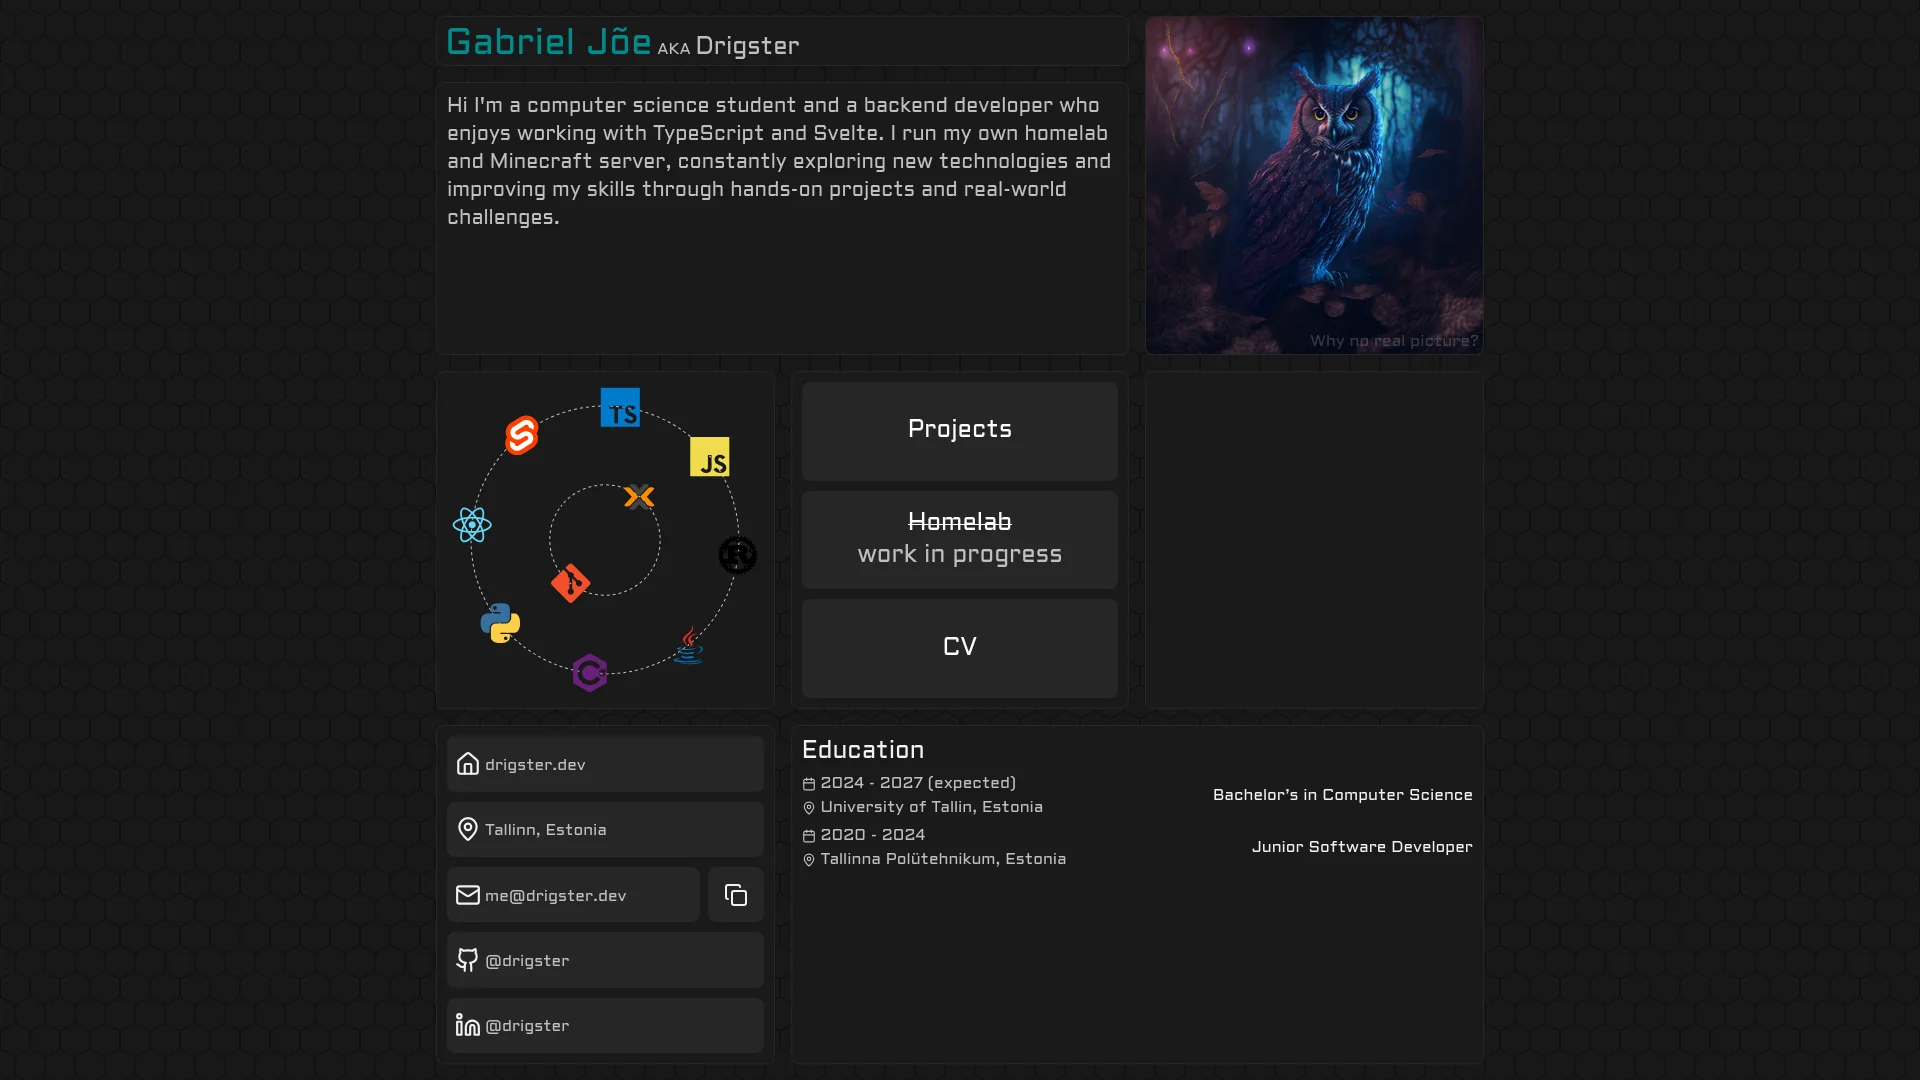 Gabriel Jõe AKA Drigster
Hi I'm a computer science student and a backend developer who
enjoys working with TypeScript and Svelte. I run my own homelab
and Minecraft server, constantly exploring new technologies and
improving my skills through hands-on projects and real-world
challenges.
Why no real picture?
TS
JS
R
Projects
Homelab
work in progress
CV
drigster.dev
Tallinn, Estonia
me@drigster.dev
@drigster
@drigster
Education
2024 - 2027 (expected)
University of Tallin, Estonia
Bachelor’s in Computer Science
2020 - 2024
Tallinna Polütehnikum, Estonia
Junior Software Developer